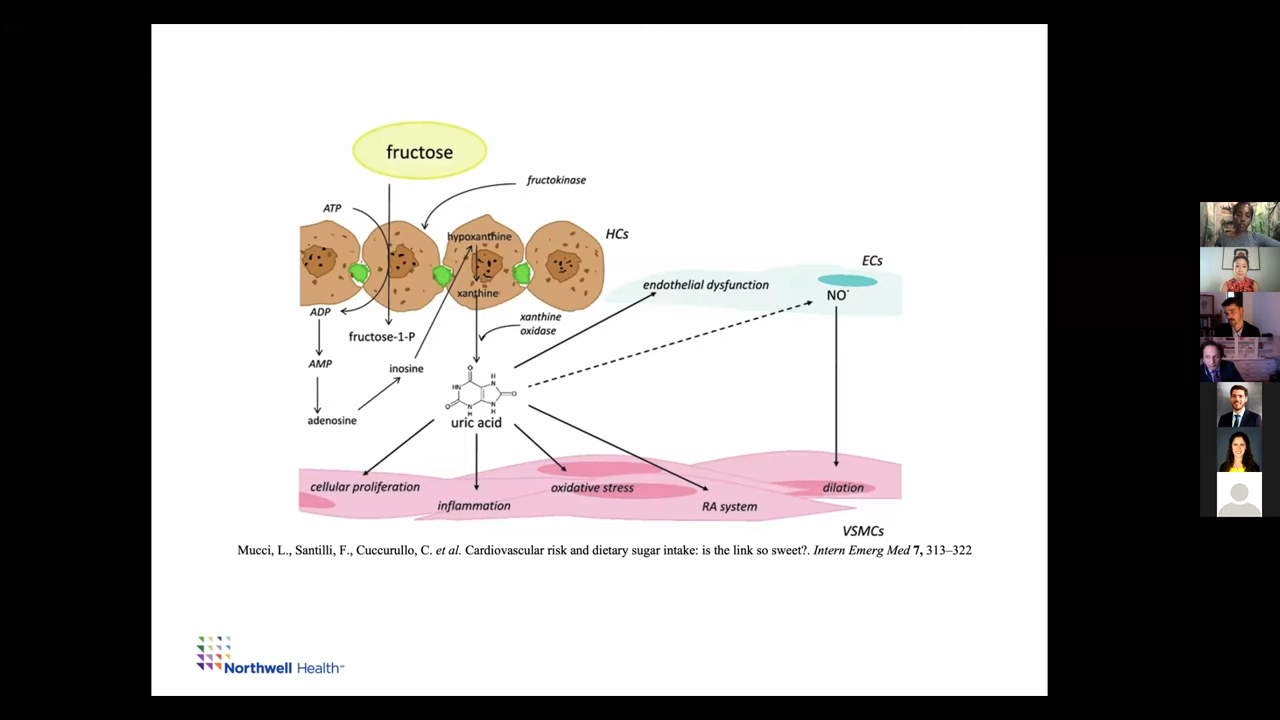 fructose
fructokinase
ATP
hypoxanthine
HCs
ECs
endothelial dysfunction
xanthine
NO·
ADP
xanthine
oxidase
fructose-1-P
AMP
inosine
O
H
HN
N
O
O
N
N
H
H
adenosine
uric acid
cellular proliferation
oxidative stress
dilation
inflammation
RA system
VSMCs
Mucci, L., Santilli, F., Cuccurullo, C. et al. Cardiovascular risk and dietary sugar intake: is the link so sweet?. Intern Emerg Med 7, 313–322
Northwell Health℠